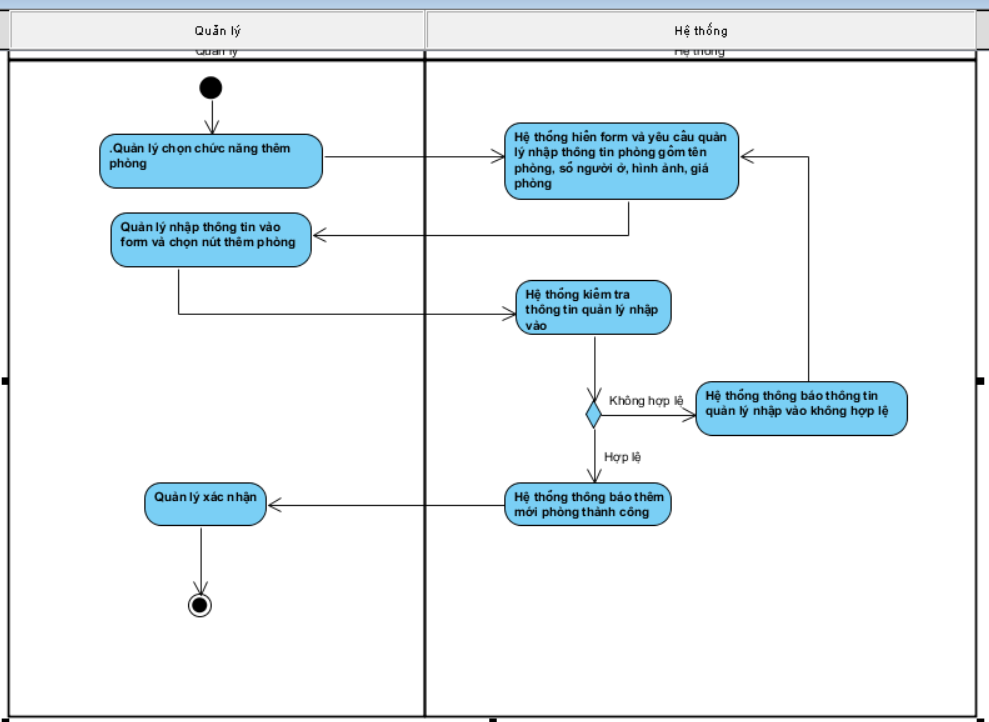 Quản lý
Hệ thống
Quản lý
Hệ thống
.Quản lý chọn chức năng thêm
phòng
Hệ thống hiển form và yêu cầu quản
lý nhập thông tin phòng gồm tên
phòng, số người ở, hình ảnh, giá
phòng
Quản lý nhập thông tin vào
form và chọn nút thêm phòng
Hệ thống kiểm tra
thông tin quản lý nhập
vào
Không hợp lệ
Hệ thống thông báo thông tin
quản lý nhập vào không hợp lệ
Hợp lệ
Quản lý xác nhận
Hệ thống thông báo thêm
mới phòng thành công